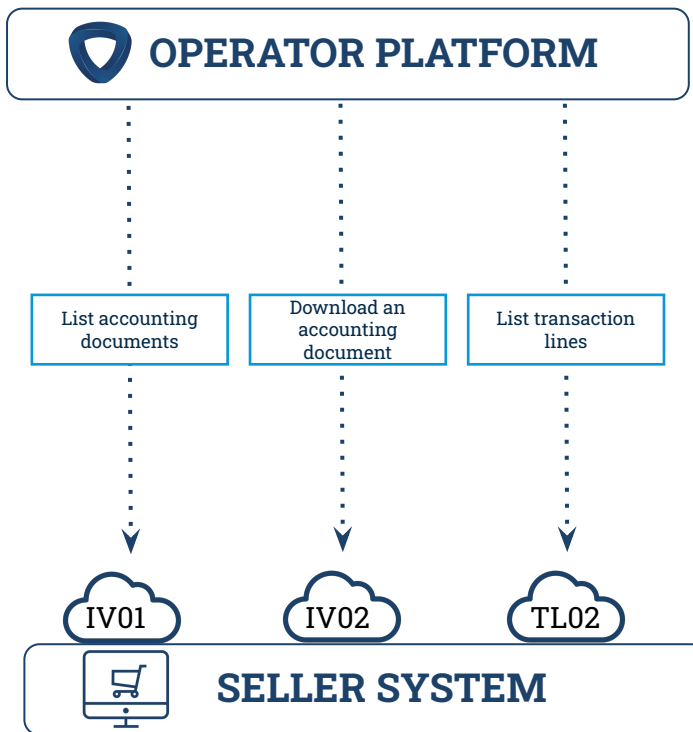 OPERATOR PLATFORM
List accounting
documents
Download an
accounting
document
List transaction
lines
IV01
IV02
TL02
SELLER SYSTEM